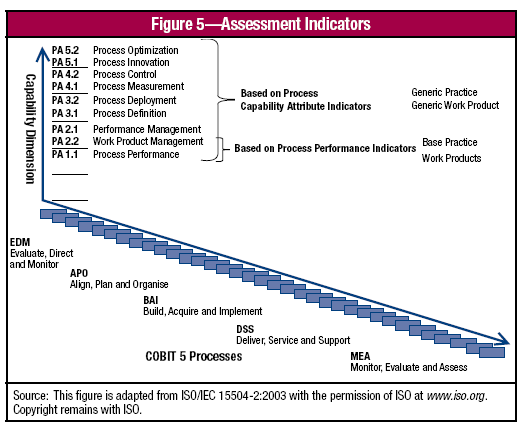 Figure 5—Assessment Indicators
Capability Dimension
PA 5.2 Process Optimization
PA 5.1 Process Innovation
PA 4.2 Process Control
PA 4.1 Process Measurement
PA 3.2 Process Deployment
PA 3.1 Process Definition
PA 2.1 Performance Management
PA 2.2 Work Product Management
PA 1.1 Process Performance
Based on Process
Capability Attribute Indicators
Generic Practice
Generic Work Product
Based on Process Performance Indicators
Base Practice
Work Products
EDM
Evaluate, Direct
and Monitor
APO
Align, Plan and Organise
BAI
Build, Acquire and Implement
DSS
Deliver, Service and Support
MEA
Monitor, Evaluate and Assess
COBIT 5 Processes
Source: This figure is adapted from ISO/IEC 15504-2:2003 with the permission of ISO at www.iso.org.
Copyright remains with ISO.